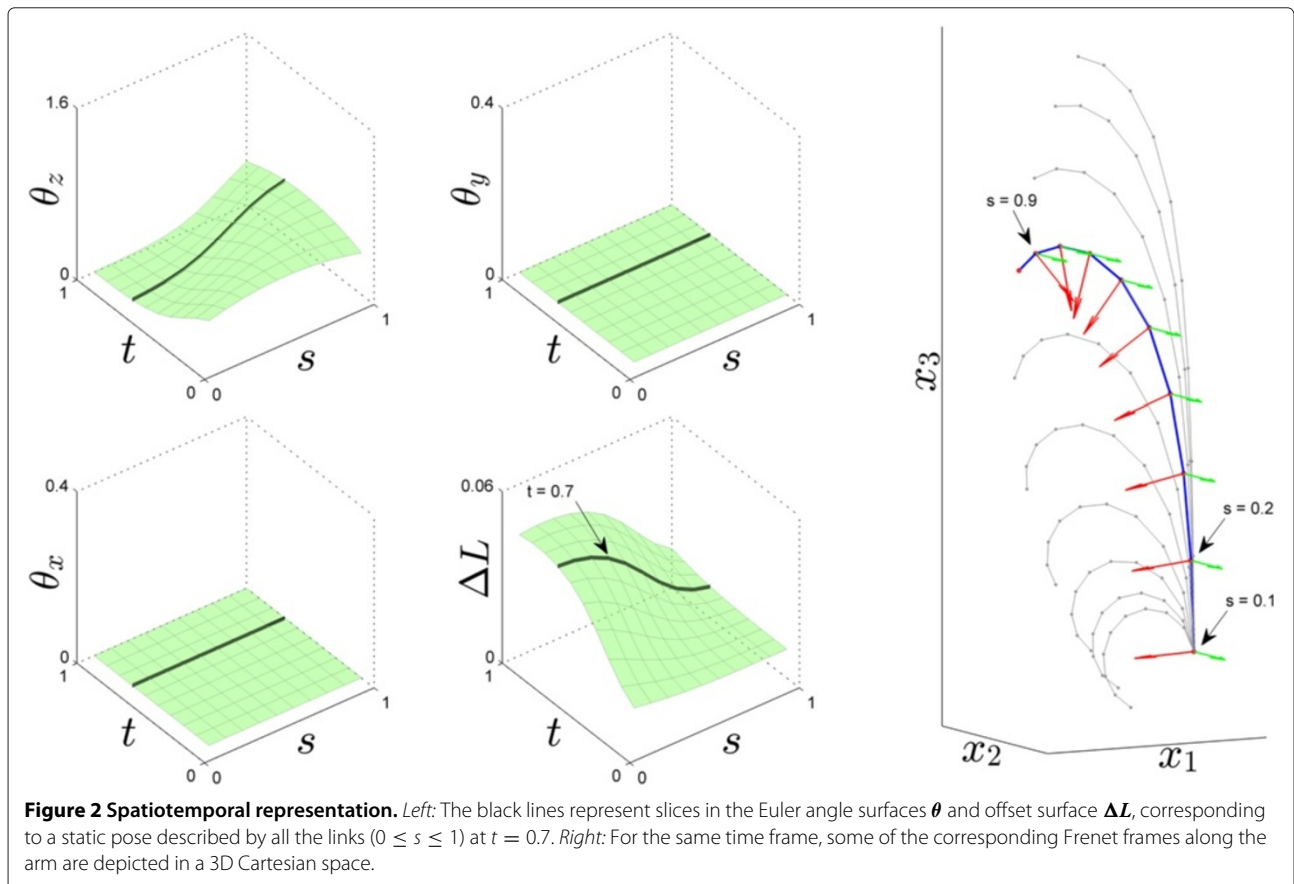 1.6
θz
0
1
t
0 0
s
1
0.4
θy
0
1
t
0 0
s
1
0.4
θx
0
1
t
0 0
s
1
0.06
t = 0.7
ΔL
0
1
t
0 0
s
1
s = 0.9
x3
s = 0.2
s = 0.1
x2
x1
Figure 2 Spatiotemporal representation. Left: The black lines represent slices in the Euler angle surfaces θ and offset surface ΔL, corresponding
to a static pose described by all the links (0 ≤ s ≤ 1) at t = 0.7. Right: For the same time frame, some of the corresponding Frenet frames along the
arm are depicted in a 3D Cartesian space.